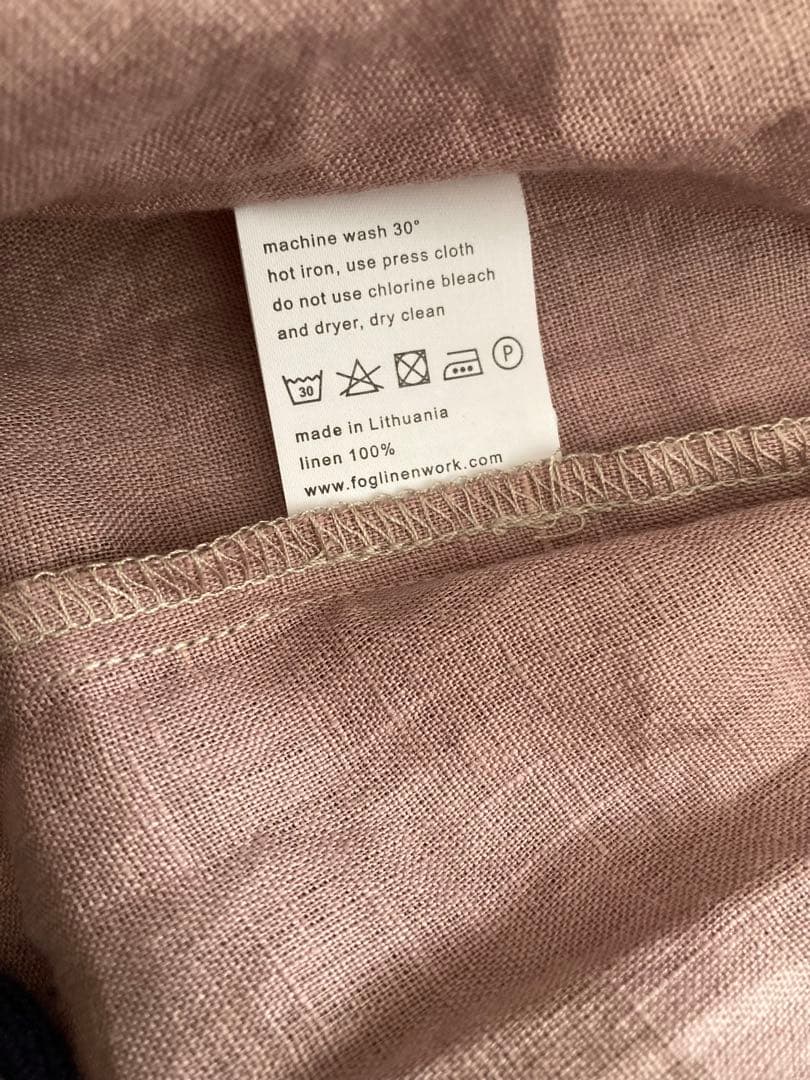 machine wash 30°
hot iron, use press cloth
do not use chlorine bleach
and dryer, dry clean
30 P
made in Lithuania
linen 100%
www.foglinenwork.com